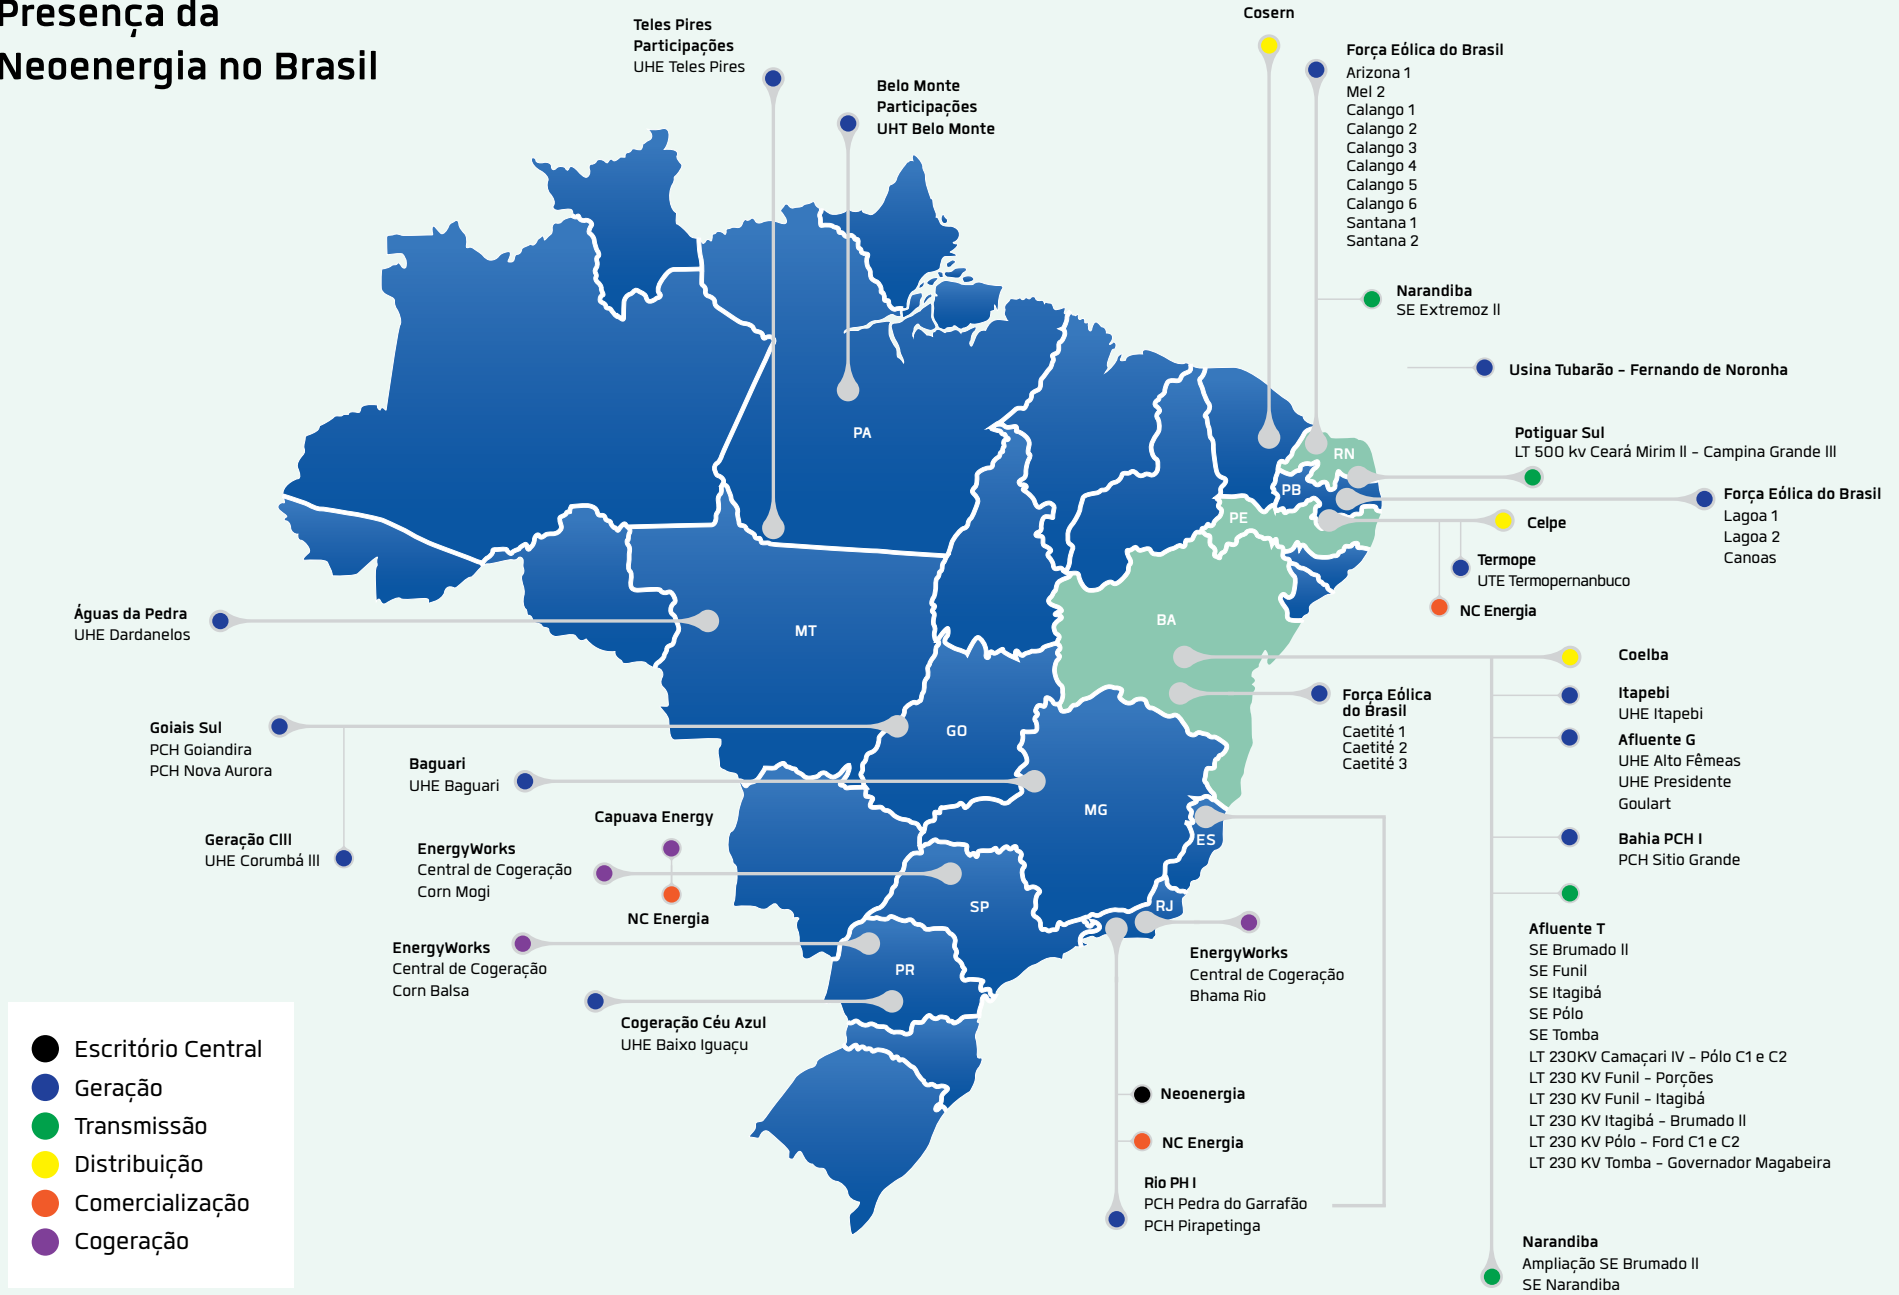 Presença da
Neoenergia no Brasil
Teles Pires
Participações
UHE Teles Pires
Belo Monte
Participações
UHT Belo Monte
Cosern
Força Eólica do Brasil
Arizona 1
Mel 2
Calango 1
Calango 2
Calango 3
Calango 4
Calango 5
Calango 6
Santana 1
Santana 2
Narandiba
SE Extremoz ll
Usina Tubarão – Fernando de Noronha
Potiguar Sul
LT 500 kv Ceará Mirim ll – Campina Grande lll
Força Eólica do Brasil
Lagoa 1
Lagoa 2
Canoas
Celpe
Termope
UTE Termopernanbuco
NC Energia
PA
RN
PB
PE
BA
MT
GO
MG
ES
RJ
SP
PR
Águas da Pedra
UHE Dardanelos
Goiais Sul
PCH Goiandira
PCH Nova Aurora
Geração Clll
UHE Corumbá lll
Baguari
UHE Baguari
Capuava Energy
EnergyWorks
Central de Cogeração
Corn Mogi
NC Energia
EnergyWorks
Central de Cogeração
Corn Balsa
Cogeração Céu Azul
UHE Baixo Iguaçu
Coelba
Itapebi
UHE Itapebi
Afluente G
UHE Alto Fêmeas
UHE Presidente
Goulart
Bahia PCH I
PCH Sitio Grande
Força Eólica
do Brasil
Caetité 1
Caetité 2
Caetité 3
EnergyWorks
Central de Cogeração
Bhama Rio
Afluente T
SE Brumado ll
SE Funil
SE Itagibá
SE Pólo
SE Tomba
LT 230KV Camaçari IV – Pólo C1 e C2
LT 230 KV Funil – Porções
LT 230 KV Funil – Itagibá
LT 230 KV Itagibá – Brumado ll
LT 230 KV Pólo – Ford C1 e C2
LT 230 KV Tomba – Governador Magabeira
Neoenergia
NC Energia
Rio PH I
PCH Pedra do Garrafão
PCH Pirapetinga
Narandiba
Ampliação SE Brumado ll
SE Narandiba
Escritório Central
Geração
Transmissão
Distribuição
Comercialização
Cogeração